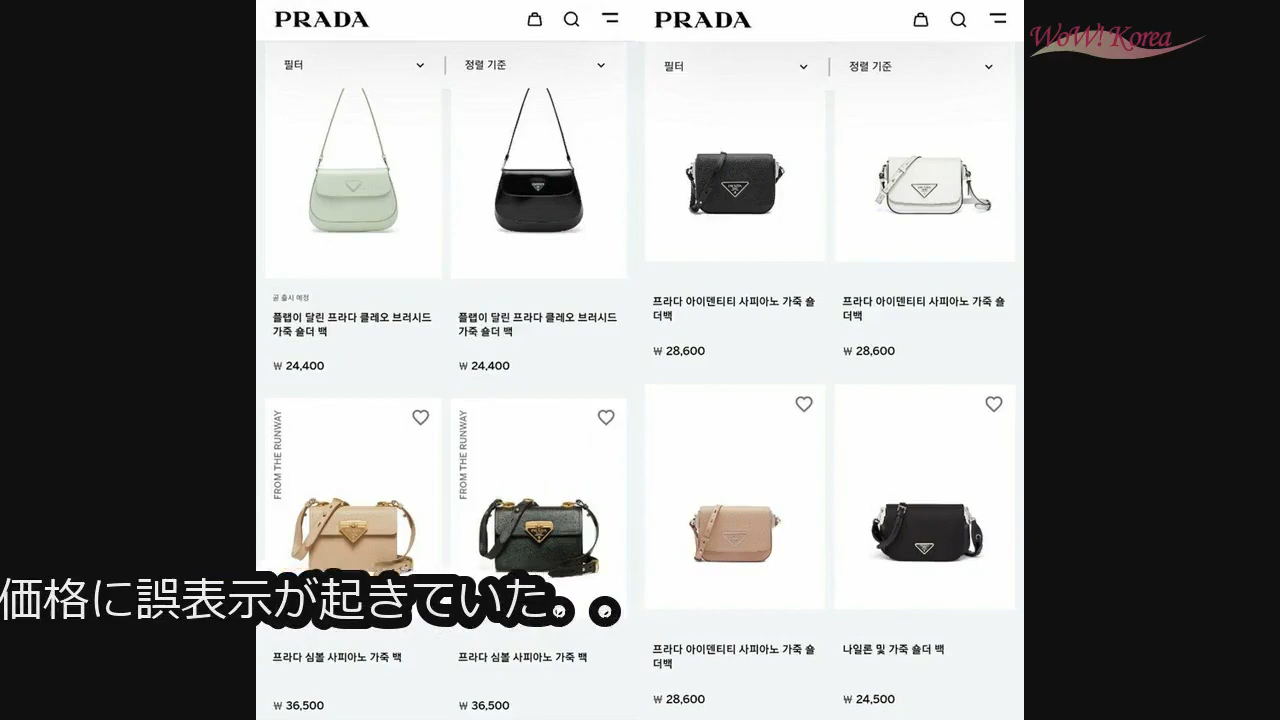 PRADA
필터
정렬 기준
곧 출시 예정
플랩이 달린 프라다 클레오 브러시드
가죽 숄더 백
₩ 24,400
플랩이 달린 프라다 클레오 브러시드
가죽 숄더 백
₩ 24,400
FROM THE RUNWAY
FROM THE RUNWAY
프라다 심볼 사피아노 가죽 백
₩ 36,500
프라다 심볼 사피아노 가죽 백
₩ 36,500
PRADA
필터
정렬 기준
프라다 아이덴티티 사피아노 가죽 숄
더백
₩ 28,600
프라다 아이덴티티 사피아노 가죽 숄
더백
₩ 28,600
프라다 아이덴티티 사피아노 가죽 숄
더백
₩ 28,600
나일론 및 가죽 숄더 백
₩ 24,500
WoW! Korea
価格に誤表示が起きていた。。